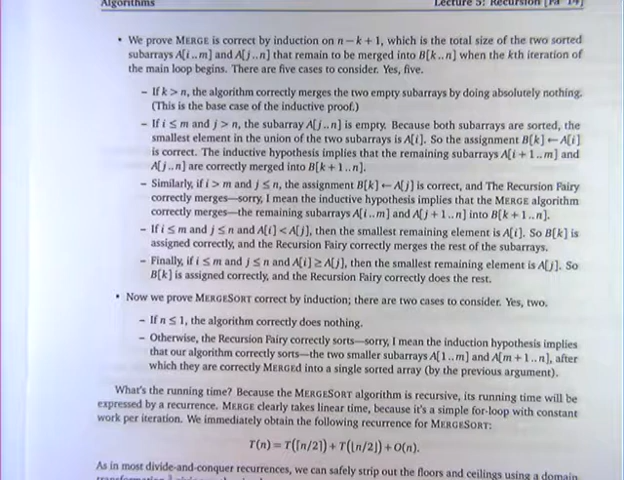 Algorithms
Lecture 5: Recursion [Fa '14]
• We prove MERGE is correct by induction on n − k + 1, which is the total size of the two sorted
subarrays A[i .. m] and A[j .. n] that remain to be merged into B[k .. n] when the kth iteration of
the main loop begins. There are five cases to consider. Yes, five.
– If k > n, the algorithm correctly merges the two empty subarrays by doing absolutely nothing.
(This is the base case of the inductive proof.)
– If i ≤ m and j > n, the subarray A[j .. n] is empty. Because both subarrays are sorted, the
smallest element in the union of the two subarrays is A[i]. So the assignment B[k] ← A[i]
is correct. The inductive hypothesis implies that the remaining subarrays A[i + 1 .. m] and
A[j .. n] are correctly merged into B[k + 1 .. n].
– Similarly, if i > m and j ≤ n, the assignment B[k] ← A[j] is correct, and The Recursion Fairy
correctly merges—sorry, I mean the inductive hypothesis implies that the MERGE algorithm
correctly merges—the remaining subarrays A[i .. m] and A[j + 1 .. n] into B[k + 1 .. n].
– If i ≤ m and j ≤ n and A[i] < A[j], then the smallest remaining element is A[i]. So B[k] is
assigned correctly, and the Recursion Fairy correctly merges the rest of the subarrays.
– Finally, if i ≤ m and j ≤ n and A[i] ≥ A[j], then the smallest remaining element is A[j]. So
B[k] is assigned correctly, and the Recursion Fairy correctly does the rest.
• Now we prove MERGESORT correct by induction; there are two cases to consider. Yes, two.
– If n ≤ 1, the algorithm correctly does nothing.
– Otherwise, the Recursion Fairy correctly sorts—sorry, I mean the induction hypothesis implies
that our algorithm correctly sorts—the two smaller subarrays A[1 .. m] and A[m + 1 .. n], after
which they are correctly MERGEd into a single sorted array (by the previous argument).
What's the running time? Because the MERGESORT algorithm is recursive, its running time will be
expressed by a recurrence. MERGE clearly takes linear time, because it's a simple for-loop with constant
work per iteration. We immediately obtain the following recurrence for MERGESORT:
T(n) = T(⌈n/2⌉) + T(⌊n/2⌋) + O(n).
As in most divide-and-conquer recurrences, we can safely strip out the floors and ceilings using a domain